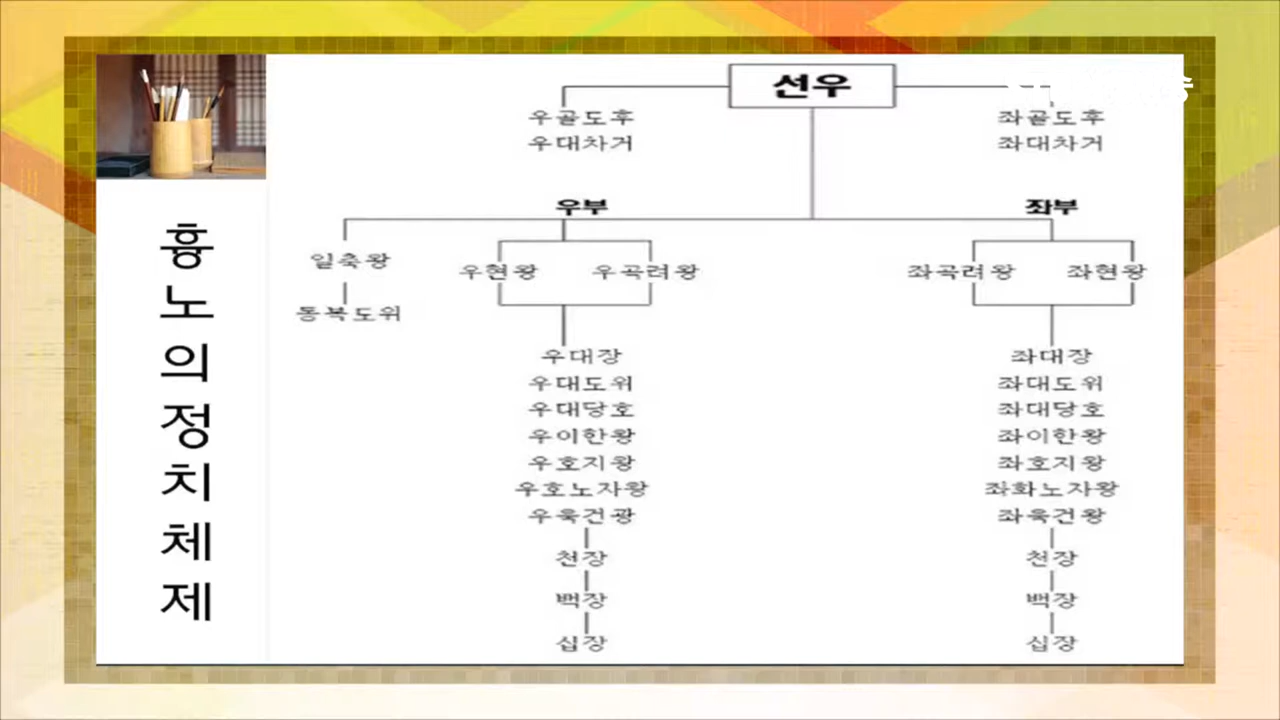 흉노의정치체제
선우
우골도후 좌골도후
우대차거 좌대차거
우부 좌부
일축왕 우현왕 우곡려왕 좌곡려왕 좌현왕
동복도위
우대장 좌대장
우대도위 좌대도위
우대당호 좌대당호
우이한왕 좌이한왕
우호지왕 좌호지왕
우호노자왕 좌화노자왕
우욱건광 좌욱건왕
천장 천장
백장 백장
십장 십장